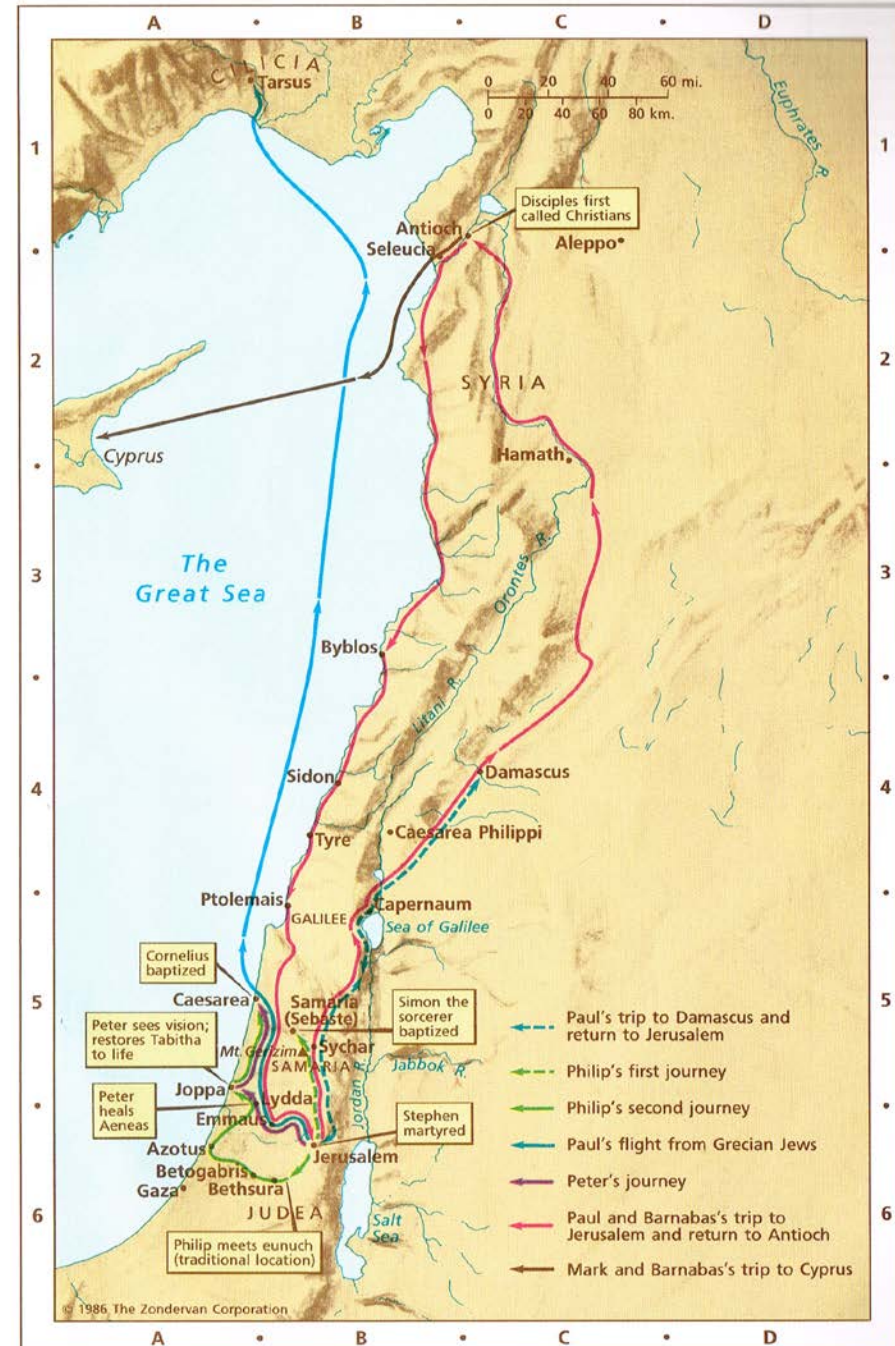 A
B
C
D
CILICIA
Tarsus
0 20 40 60 mi.
0 20 40 60 80 km.
Euphrates R.
1
1
Disciples first
called Christians
Antioch
Seleucia
Aleppo
2
2
SYRIA
Cyprus
Hamath
The
Great Sea
3
3
Orontes R.
Byblos
Litani R.
Sidon
Damascus
4
4
Caesarea Philippi
Tyre
Ptolemais
GALILEE
Capernaum
Sea of Galilee
Cornelius
baptized
Caesarea
5
5
Samaria
(Sebaste)
Simon the
sorcerer
baptized
Peter sees vision;
restores Tabitha
to life
Mt. Gerizim
Sychar
SAMARIA
Jabbok R.
Jordan R.
Joppa
Lydda
Peter
heals
Aeneas
Emmaus
Stephen
martyred
Azotus
Jerusalem
Betogabris
Gaza
Bethsura
JUDEA
Salt
Sea
6
6
Philip meets eunuch
(traditional location)
Paul's trip to Damascus and
return to Jerusalem
Philip's first journey
Philip's second journey
Paul's flight from Grecian Jews
Peter's journey
Paul and Barnabas's trip to
Jerusalem and return to Antioch
Mark and Barnabas's trip to Cyprus
© 1986 The Zondervan Corporation
A
B
C
D